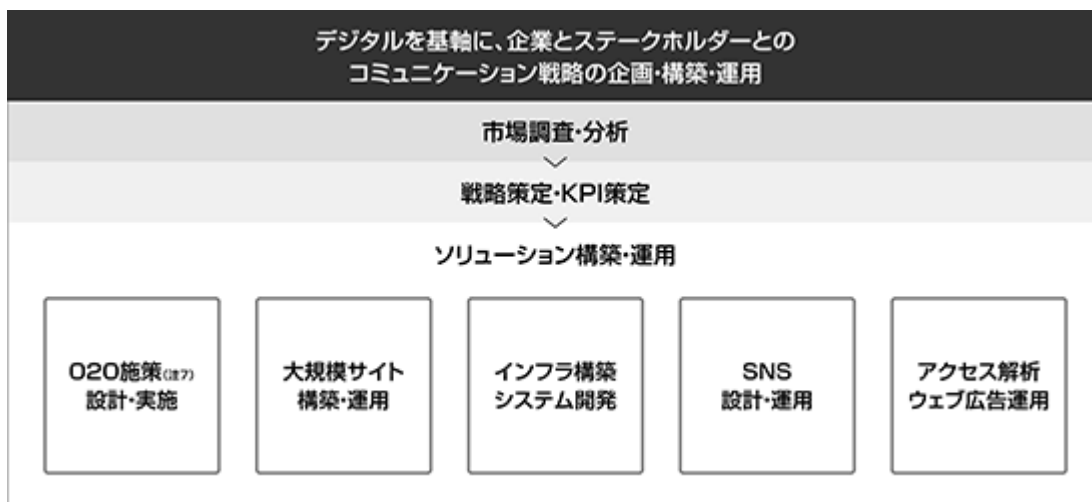 デジタルを基軸に、企業とステークホルダーとの
コミュニケーション戦略の企画・構築・運用
市場調査・分析
戦略策定・KPI策定
ソリューション構築・運用
O2O施策(注7)
設計・実施
大規模サイト
構築・運用
インフラ構築
システム開発
SNS
設計・運用
アクセス解析
ウェブ広告運用